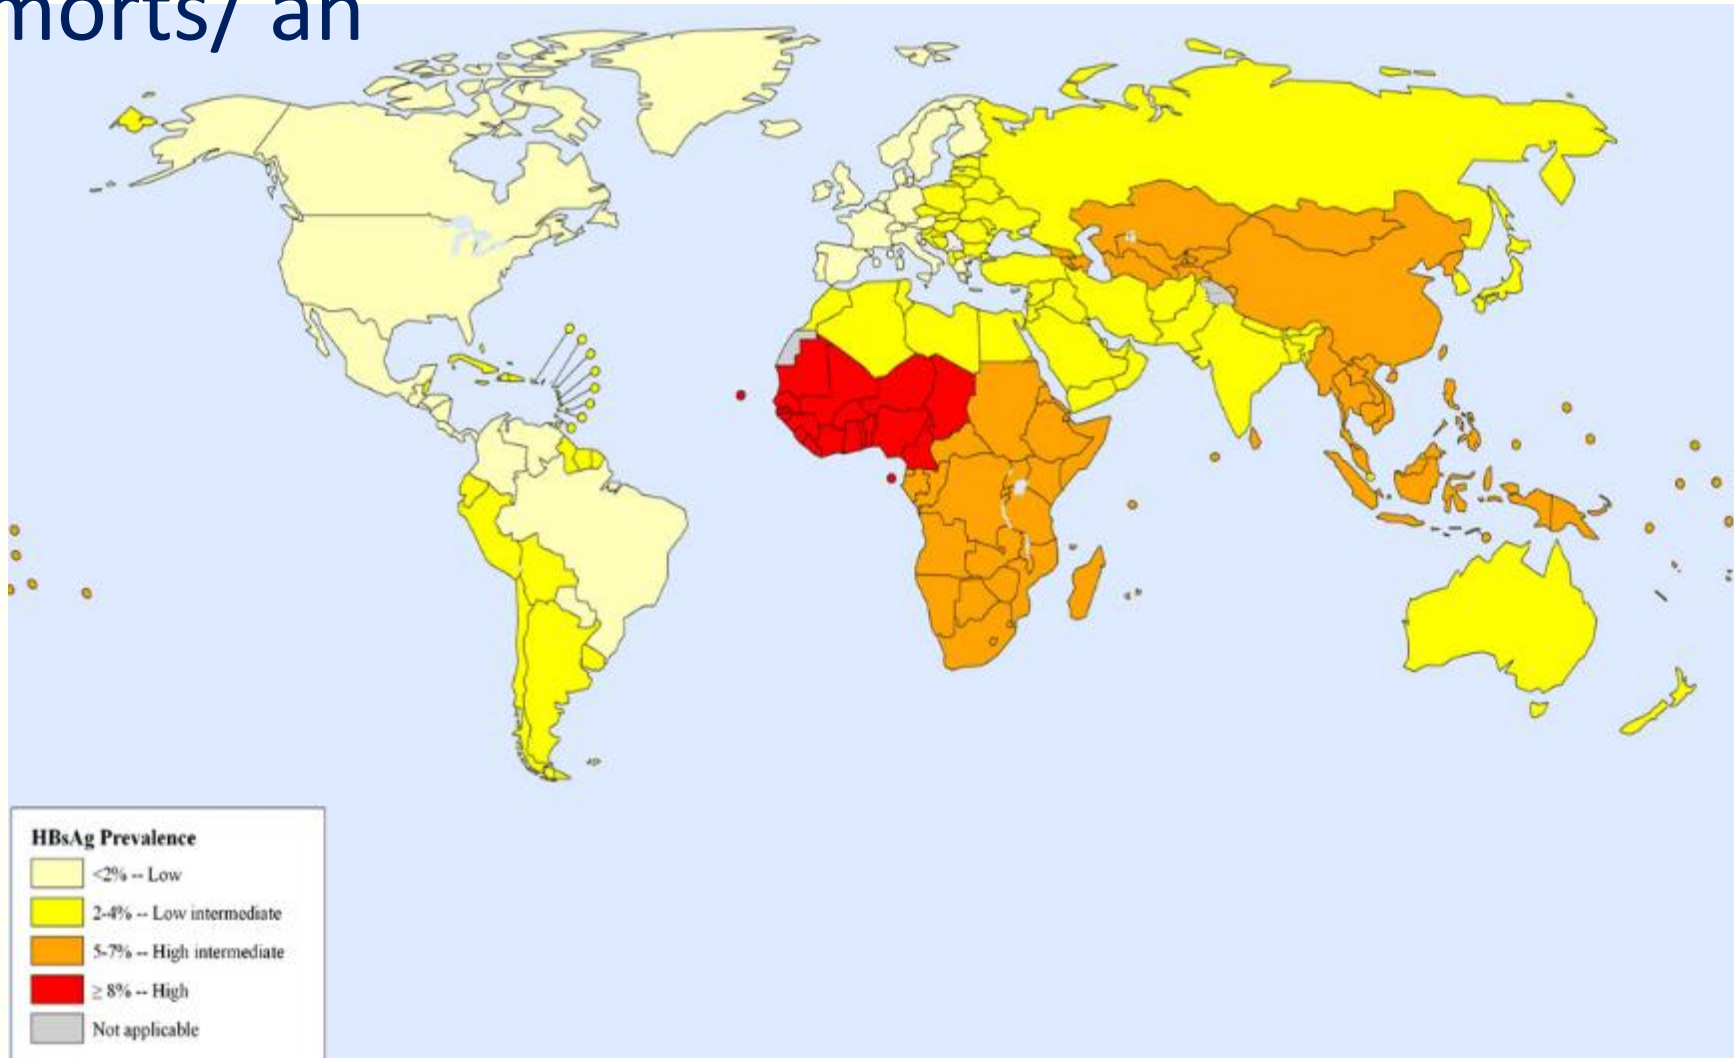 morts/ an
HBsAg Prevalence
<2% -- Low
2-4% -- Low intermediate
5-7% -- High intermediate
≥ 8% -- High
Not applicable